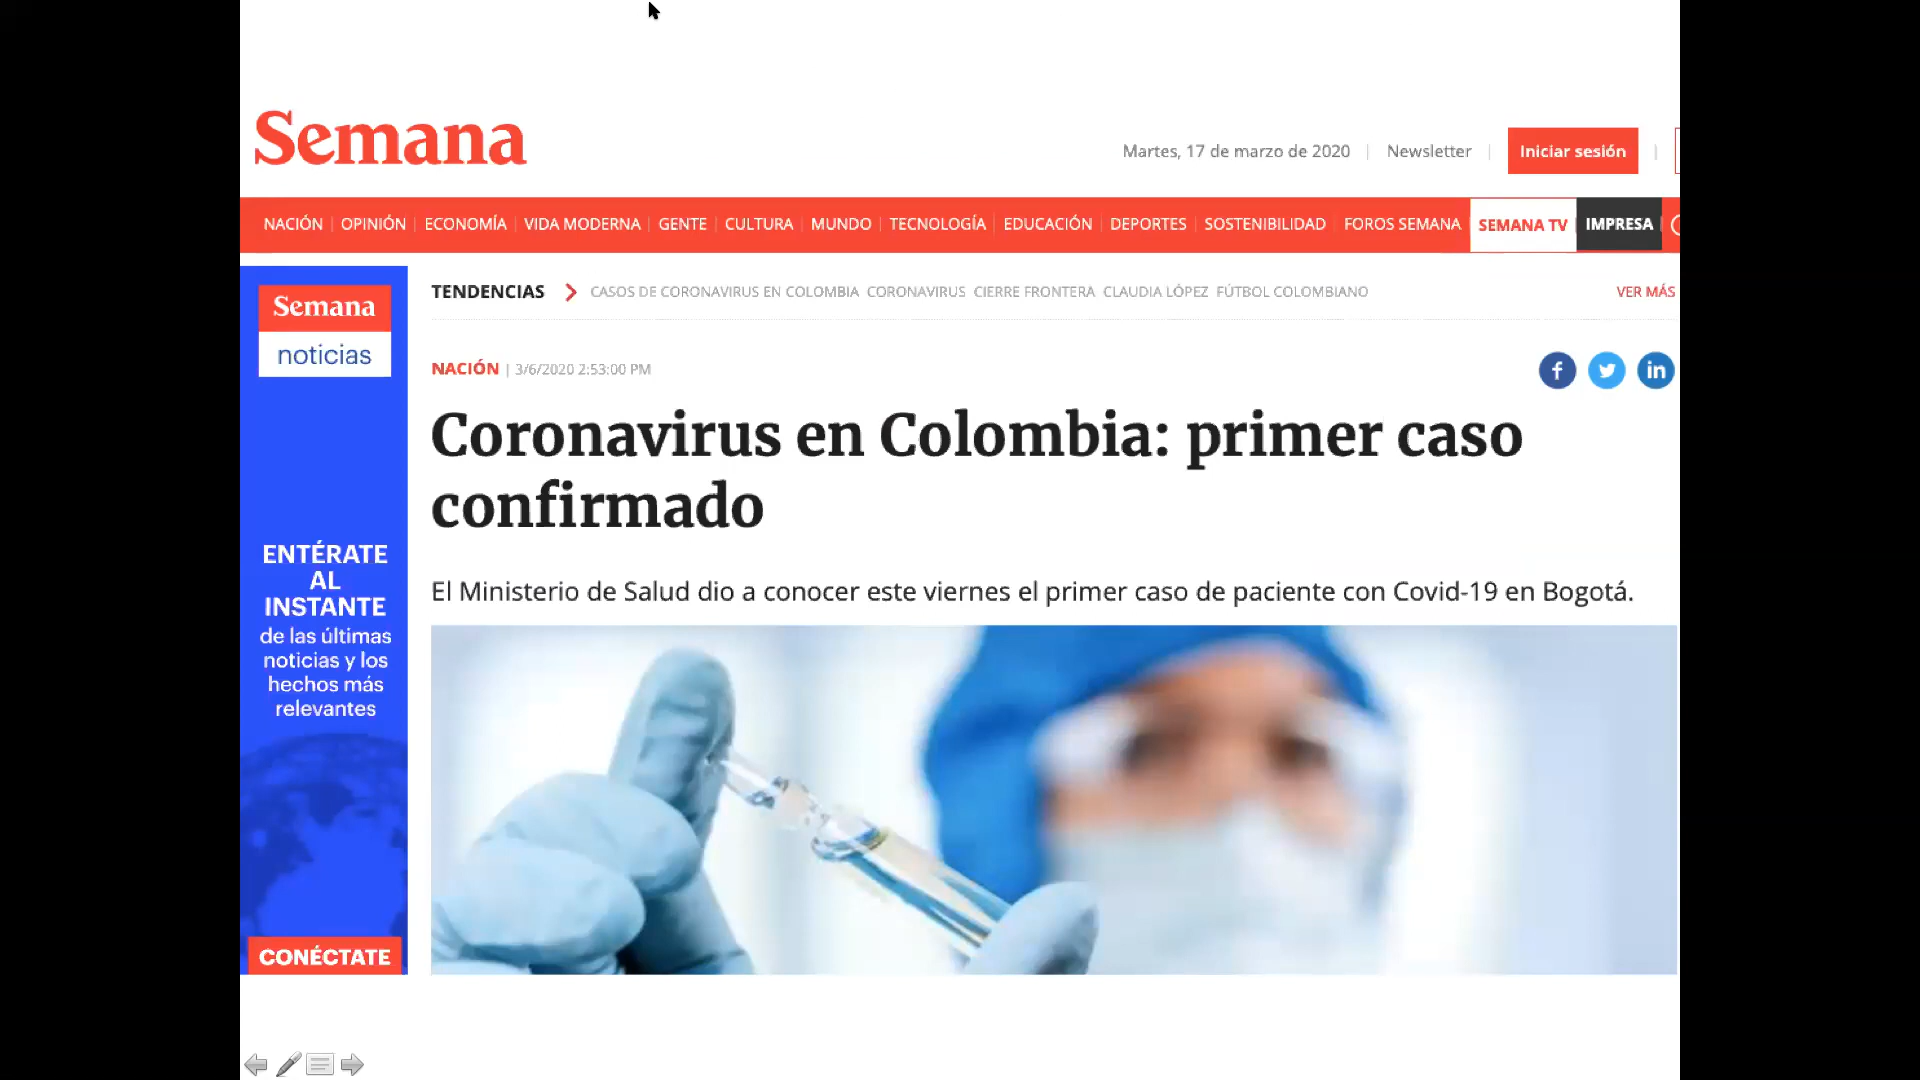 Semana
Martes, 17 de marzo de 2020 | Newsletter | Iniciar sesión |
NACIÓN | OPINIÓN | ECONOMÍA | VIDA MODERNA | GENTE | CULTURA | MUNDO | TECNOLOGÍA | EDUCACIÓN | DEPORTES | SOSTENIBILIDAD | FOROS SEMANA SEMANA TV IMPRESA
Semana
noticias
ENTÉRATE
AL
INSTANTE
de las últimas
noticias y los
hechos más
relevantes
CONÉCTATE
TENDENCIAS CASOS DE CORONAVIRUS EN COLOMBIA CORONAVIRUS CIERRE FRONTERA CLAUDIA LÓPEZ FÚTBOL COLOMBIANO VER MÁS
NACIÓN | 3/6/2020 2:53:00 PM
Coronavirus en Colombia: primer caso
confirmado
El Ministerio de Salud dio a conocer este viernes el primer caso de paciente con Covid-19 en Bogotá.